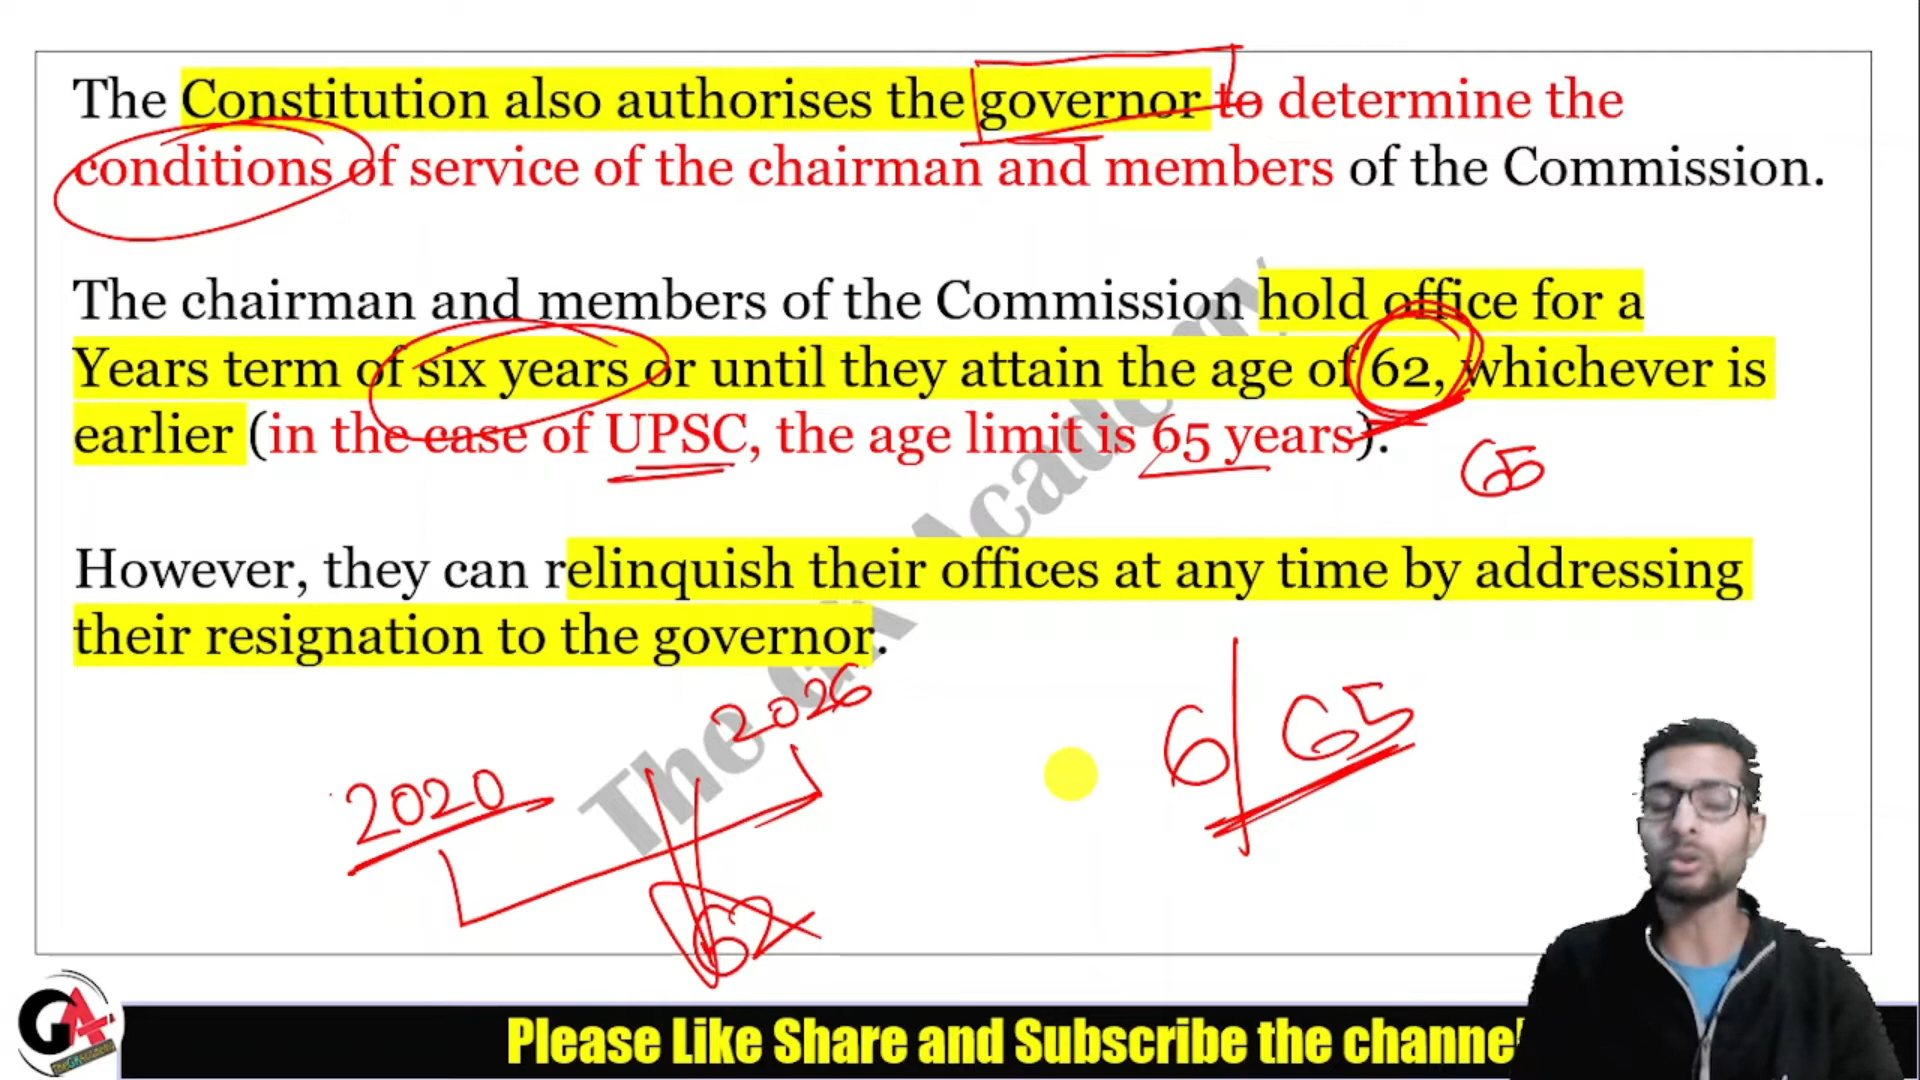 The Constitution also authorises the governor to determine the
conditions of service of the chairman and members of the Commission.
The chairman and members of the Commission hold office for a
Years term of six years or until they attain the age of 62, whichever is
earlier (in the case of UPSC, the age limit is 65 years).
65
However, they can relinquish their offices at any time by addressing
their resignation to the governor.
2020
2026
6 65
62
The GK Academy
GA
Please Like Share and Subscribe the channel